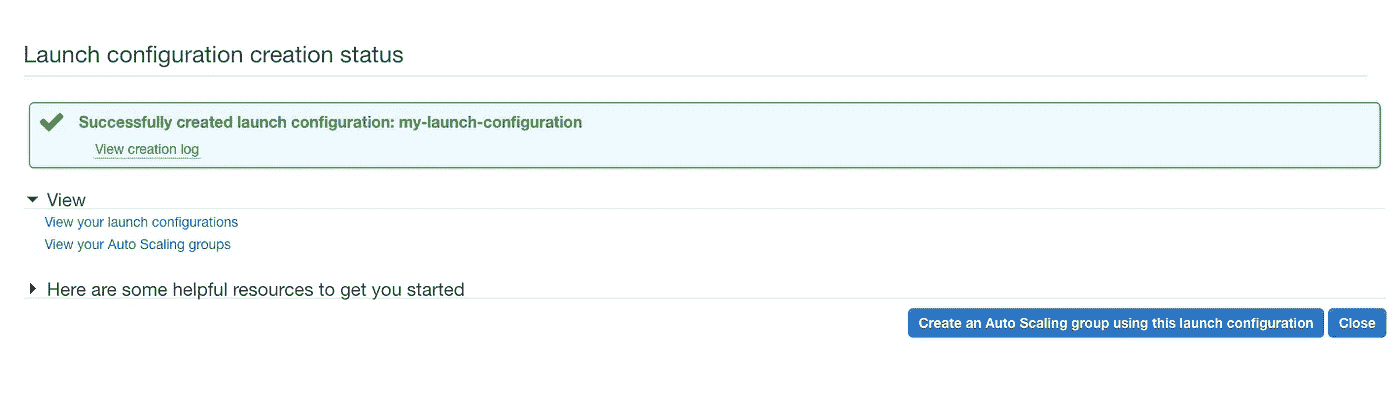 Launch configuration creation status
Successfully created launch configuration: my-launch-configuration
View creation log
View
View your launch configurations
View your Auto Scaling groups
Here are some helpful resources to get you started
Create an Auto Scaling group using this launch configuration Close